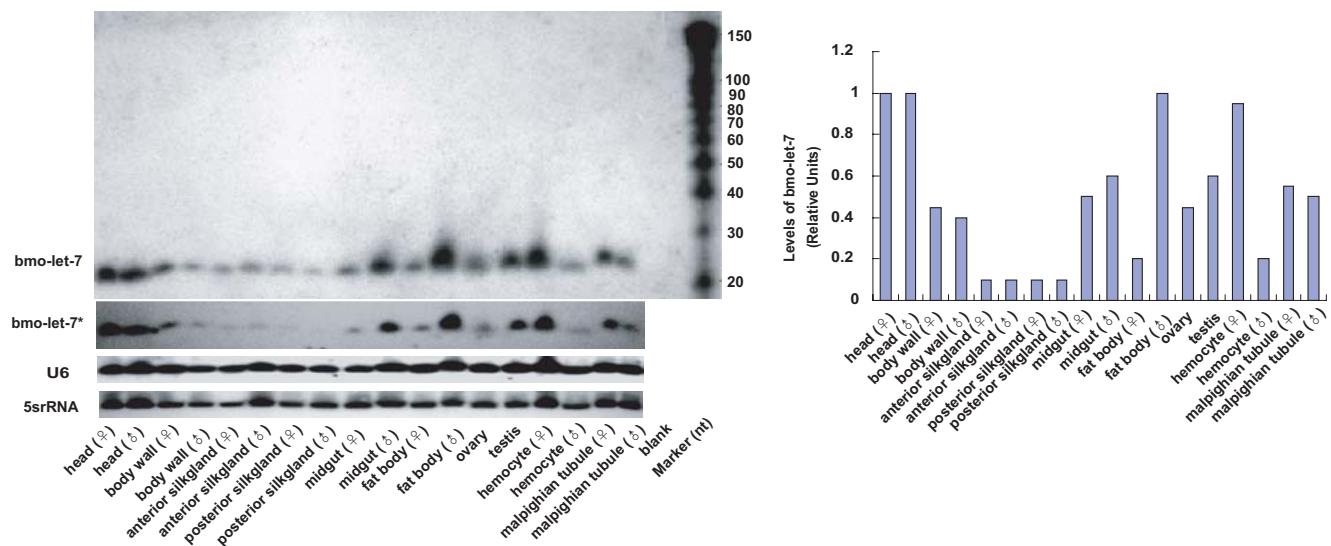 150
100
90
80
70
60
50
40
30
20
bmo-let-7
bmo-let-7*
U6
5srRNA
head (♀)
head (♂)
body wall (♀)
body wall (♂)
anterior silkgland (♀)
anterior silkgland (♂)
posterior silkgland (♀)
posterior silkgland (♂)
midgut (♀)
midgut (♂)
fat body (♀)
fat body (♂)
ovary
testis
hemocyte (♀)
hemocyte (♂)
malpighian tubule (♀)
malpighian tubule (♂)
blank
Marker (nt)
Levels of bmo-let-7
(Relative Units)
1.2
1
0.8
0.6
0.4
0.2
0
head (♀)
head (♂)
body wall (♀)
body wall (♂)
anterior silkgland (♀)
anterior silkgland (♂)
posterior silkgland (♀)
posterior silkgland (♂)
midgut (♀)
midgut (♂)
fat body (♀)
fat body (♂)
ovary
testis
hemocyte (♀)
hemocyte (♂)
malpighian tubule (♀)
malpighian tubule (♂)